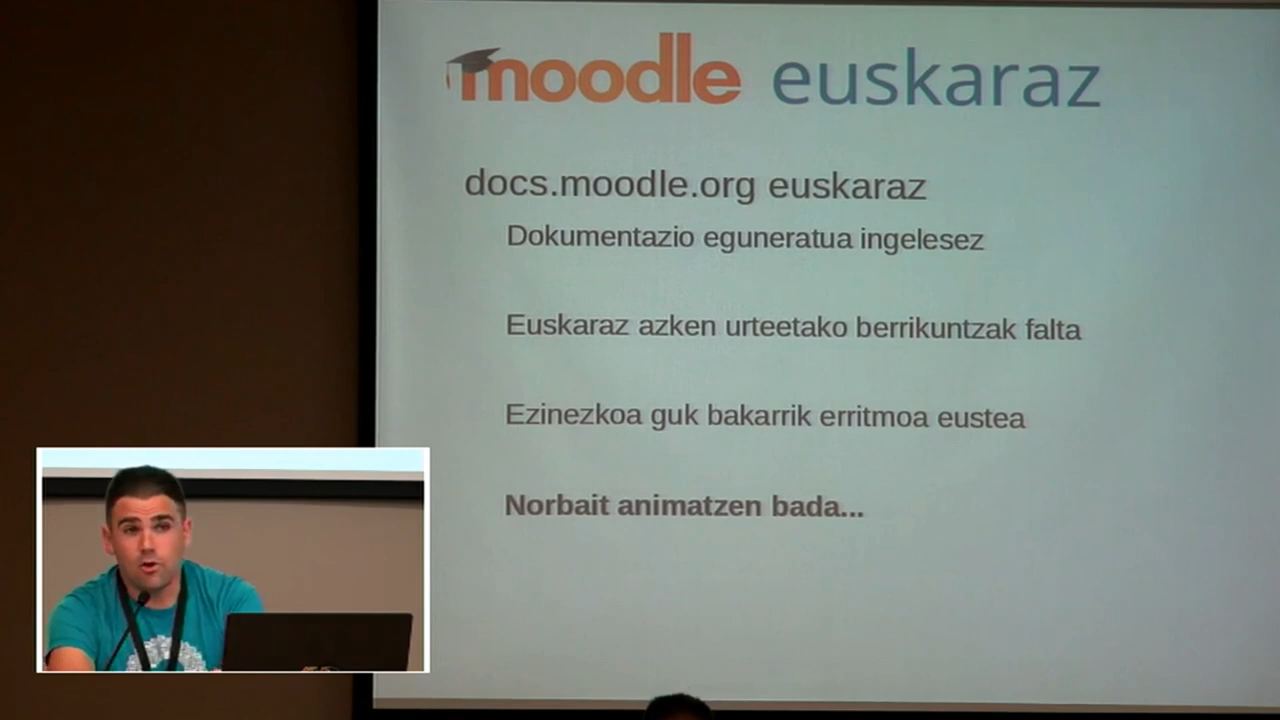 moodle euskaraz
docs.moodle.org euskaraz
Dokumentazio eguneratua ingelesez
Euskaraz azken urteetako berrikuntzak falta
Ezinezkoa guk bakarrik erritmoa eustea
Norbait animatzen bada...